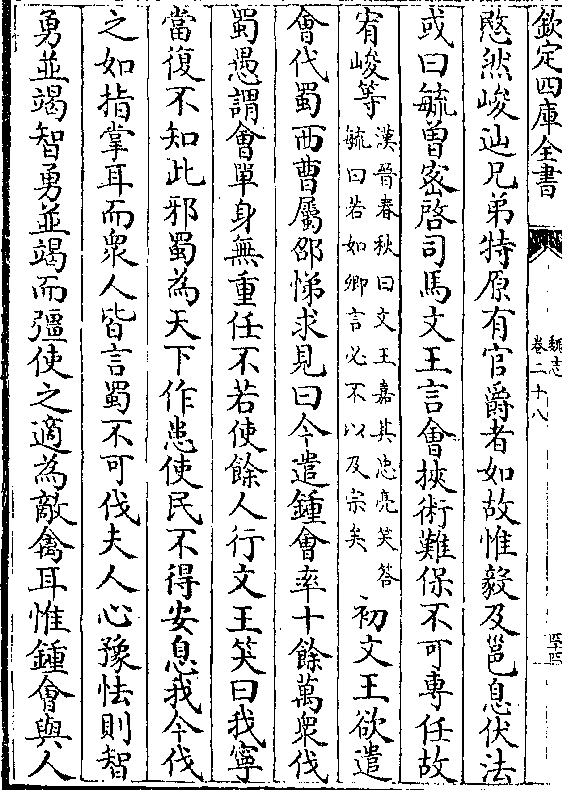 欽定四庫全書
魏志
卷二十八
愍然峻辿兄弟特原有官爵者如故惟毅及邕息伏法
或曰毓曽密啓司馬文王言會挾術難保不可專任故
宥峻等
漢晉春秋曰文王嘉其忠亮笑答
毓曰若如卿言必不以及宗矣
初文王欲遣
會伐蜀西曹屬邵悌求見曰今遣鍾會率十餘萬衆伐
蜀愚謂會單身無重任不若使餘人行文王笑曰我寧
當復不知此邪蜀為天下作患使民不得安息我今伐
之如指掌耳而衆人皆言蜀不可伐夫人心豫怯則智
勇並竭智勇並竭而彊使之適為敵禽耳惟鍾會與人